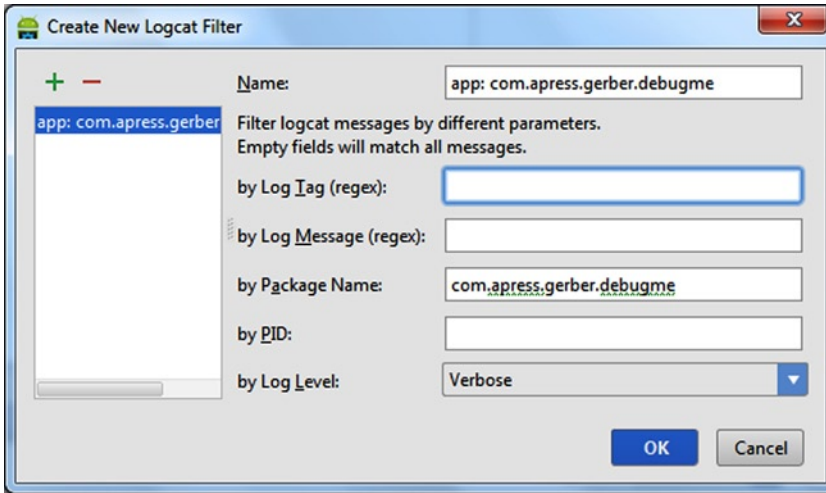 Create New Logcat Filter
Name:
app: com.apress.gerber.debugme
app: com.apress.gerber
Filter logcat messages by different parameters.
Empty fields will match all messages.
by Log Tag (regex):
by Log Message (regex):
by Package Name:
com.apress.gerber.debugme
by PID:
by Log Level:
Verbose
OK
Cancel